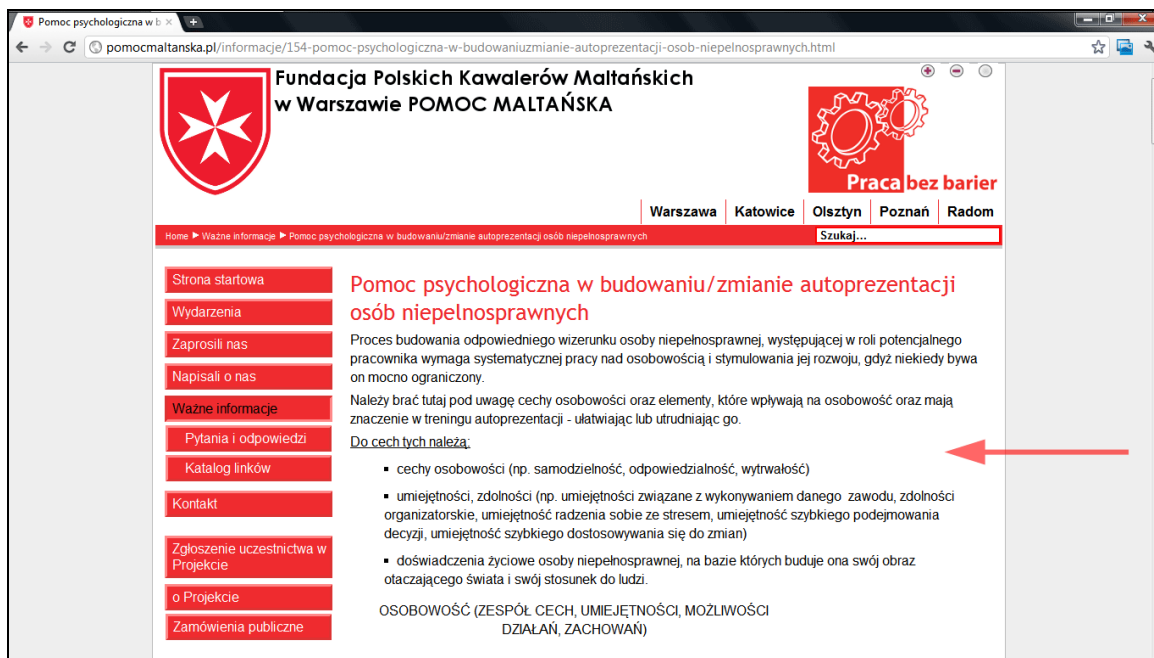 Pomoc psychologiczna w b
pomocmaltanska.pl/informacje/154-pomoc-psychologiczna-w-budowaniuzmianie-autoprezentacji-osob-niepelnosprawnych.html
Fundacja Polskich Kawalerów Maltańskich
w Warszawie POMOC MALTAŃSKA
Praca bez barier
Warszawa Katowice Olsztyn Poznań Radom
Home ► Ważne informacje ► Pomoc psychologiczna w budowaniu/zmianie autoprezentacji osób niepełnosprawnych
Szukaj...
Strona startowa
Wydarzenia
Zaprosili nas
Napisali o nas
Ważne informacje
Pytania i odpowiedzi
Katalog linków
Kontakt
Zgłoszenie uczestnictwa w
Projekcie
o Projekcie
Zamówienia publiczne
Pomoc psychologiczna w budowaniu/zmianie autoprezentacji
osób niepelnosprawnych
Proces budowania odpowiedniego wizerunku osoby niepełnosprawnej, występującej w roli potencjalnego
pracownika wymaga systematycznej pracy nad osobowością i stymulowania jej rozwoju, gdyż niekiedy bywa
on mocno ograniczony.
Należy brać tutaj pod uwagę cechy osobowości oraz elementy, które wpływają na osobowość oraz mają
znaczenie w treningu autoprezentacji - ułatwiając lub utrudniając go.
Do cech tych należą:
▪ cechy osobowości (np. samodzielność, odpowiedzialność, wytrwałość)
▪ umiejętności, zdolności (np. umiejętności związane z wykonywaniem danego zawodu, zdolności
organizatorskie, umiejętność radzenia sobie ze stresem, umiejętność szybkiego podejmowania
decyzji, umiejętność szybkiego dostosowywania się do zmian)
▪ doświadczenia życiowe osoby niepełnosprawnej, na bazie których buduje ona swój obraz
otaczającego świata i swój stosunek do ludzi.
OSOBOWOŚĆ (ZESPÓŁ CECH, UMIEJĘTNOŚCI, MOŻLIWOŚCI
DZIAŁAŃ, ZACHOWAŃ)